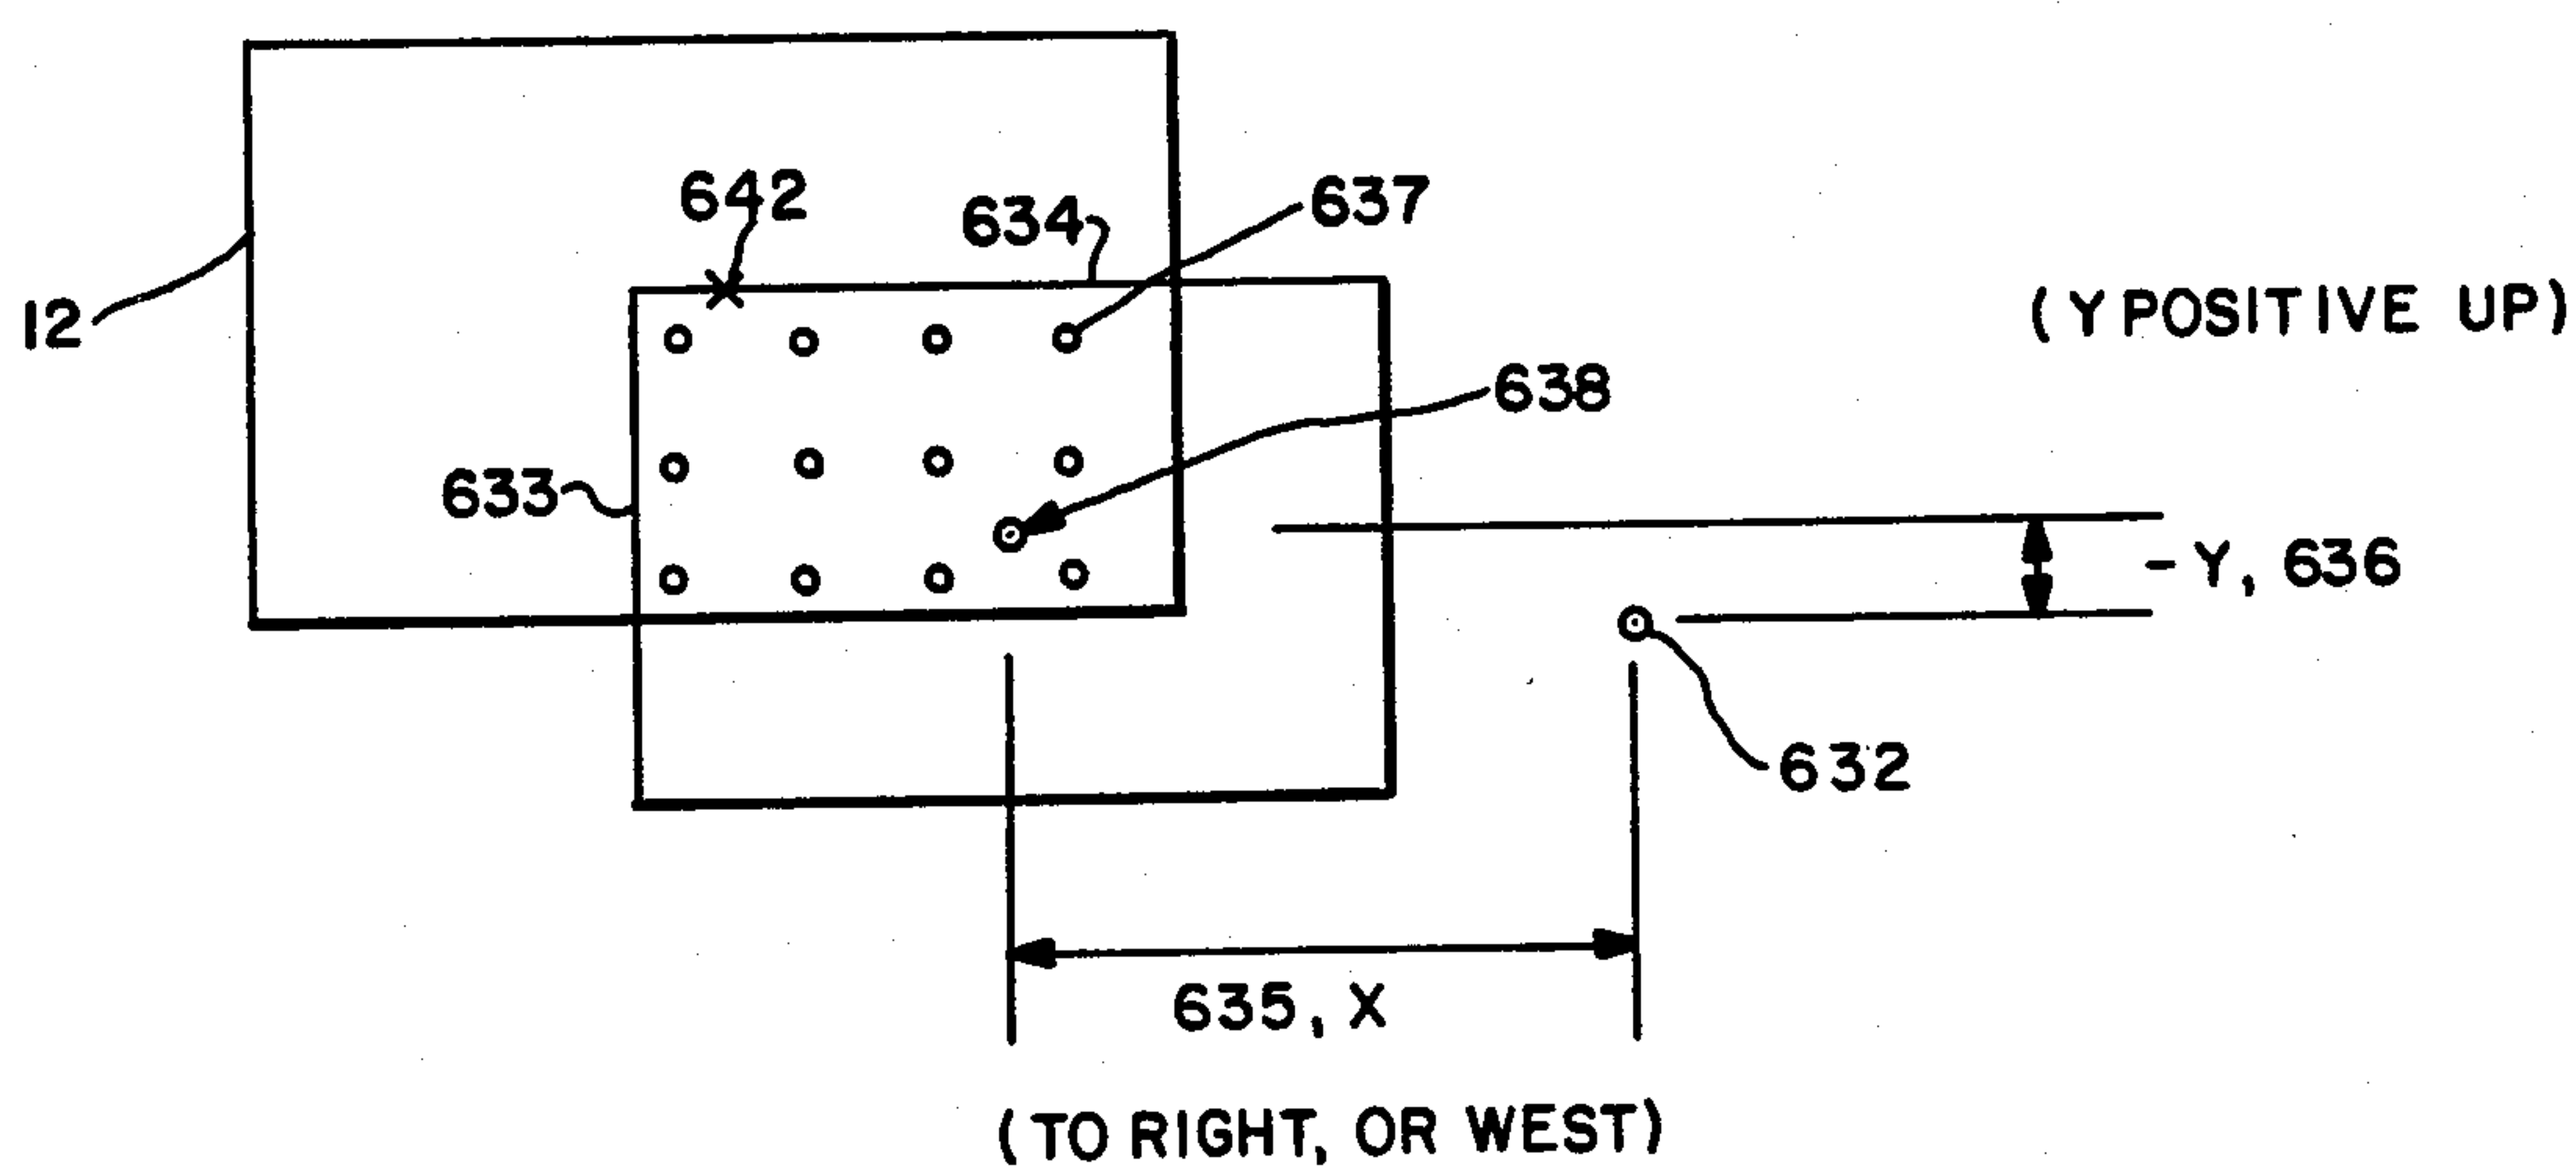 642
634
637
12
(Y POSITIVE UP)
638
633
- Y, 636
632
635, X
(TO RIGHT, OR WEST)